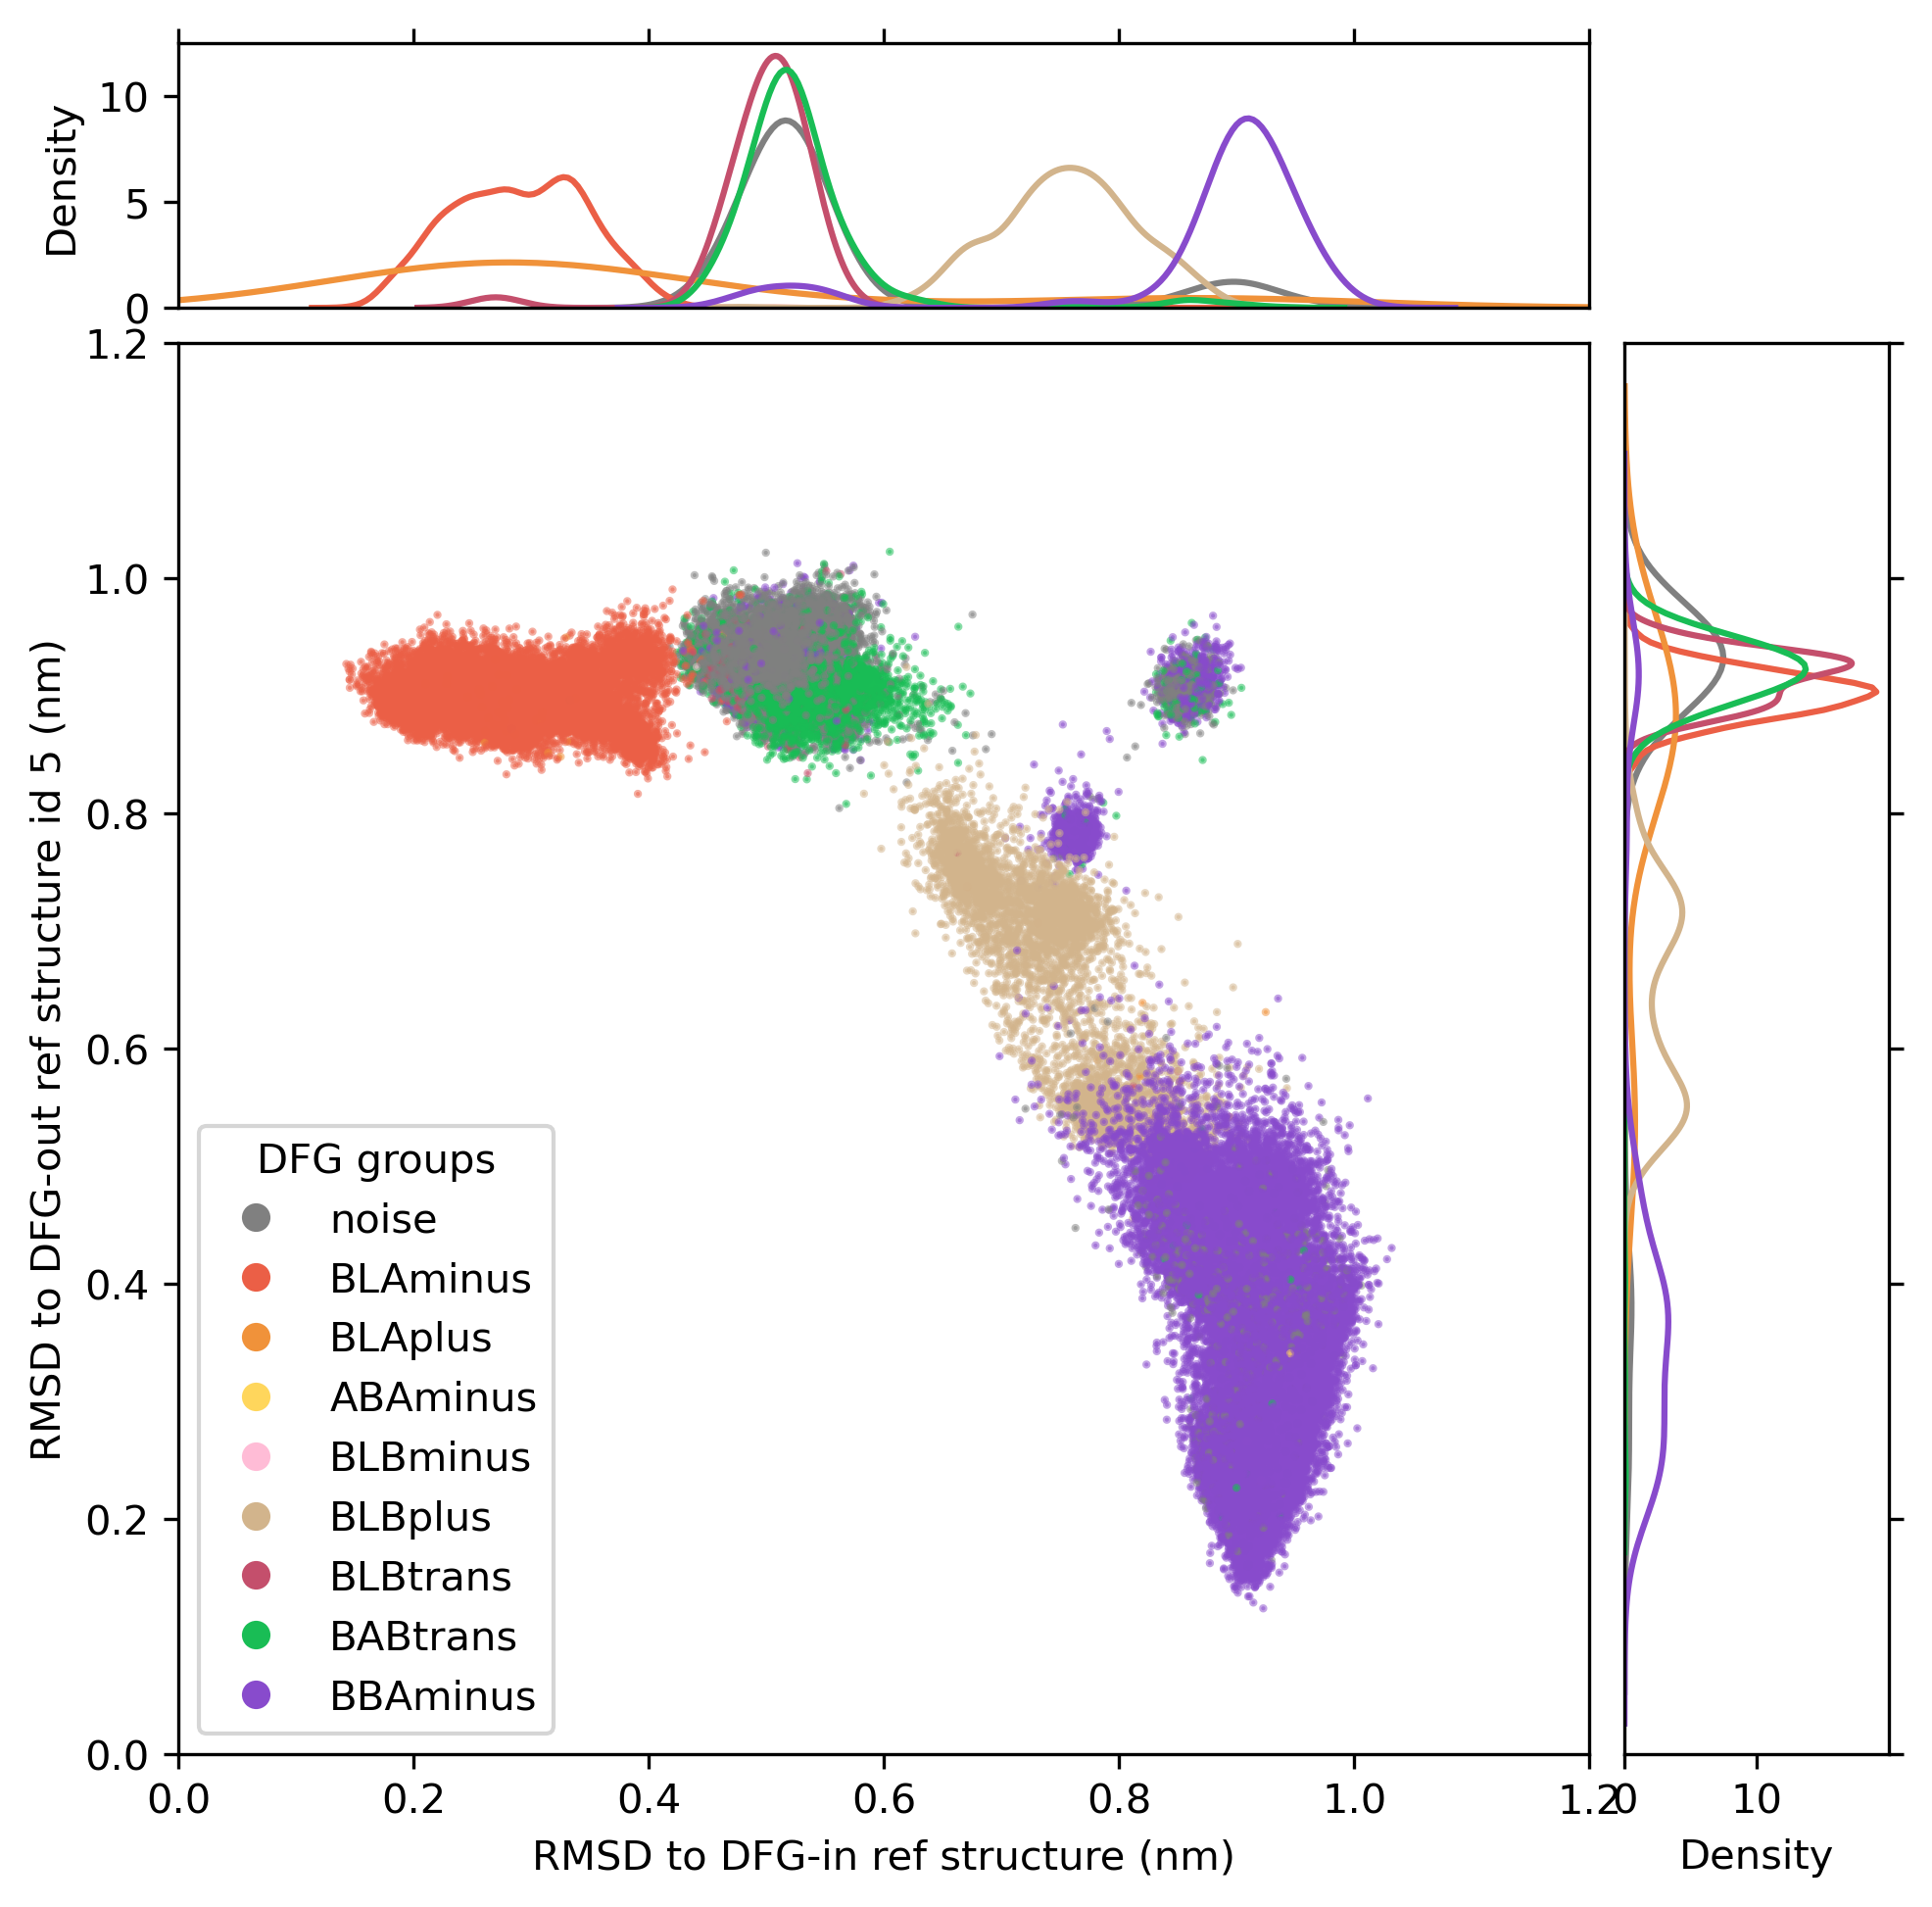 Density
10
5
0
RMSD to DFG-out ref structure id 5 (nm)
1.2
1.0
0.8
0.6
0.4
0.2
0.0
DFG groups
noise
BLAminus
BLAplus
ABAminus
BLBminus
BLBplus
BLBtrans
BABtrans
BBAminus
0.0 0.2 0.4 0.6 0.8 1.0 1.2
RMSD to DFG-in ref structure (nm)
0 10
Density